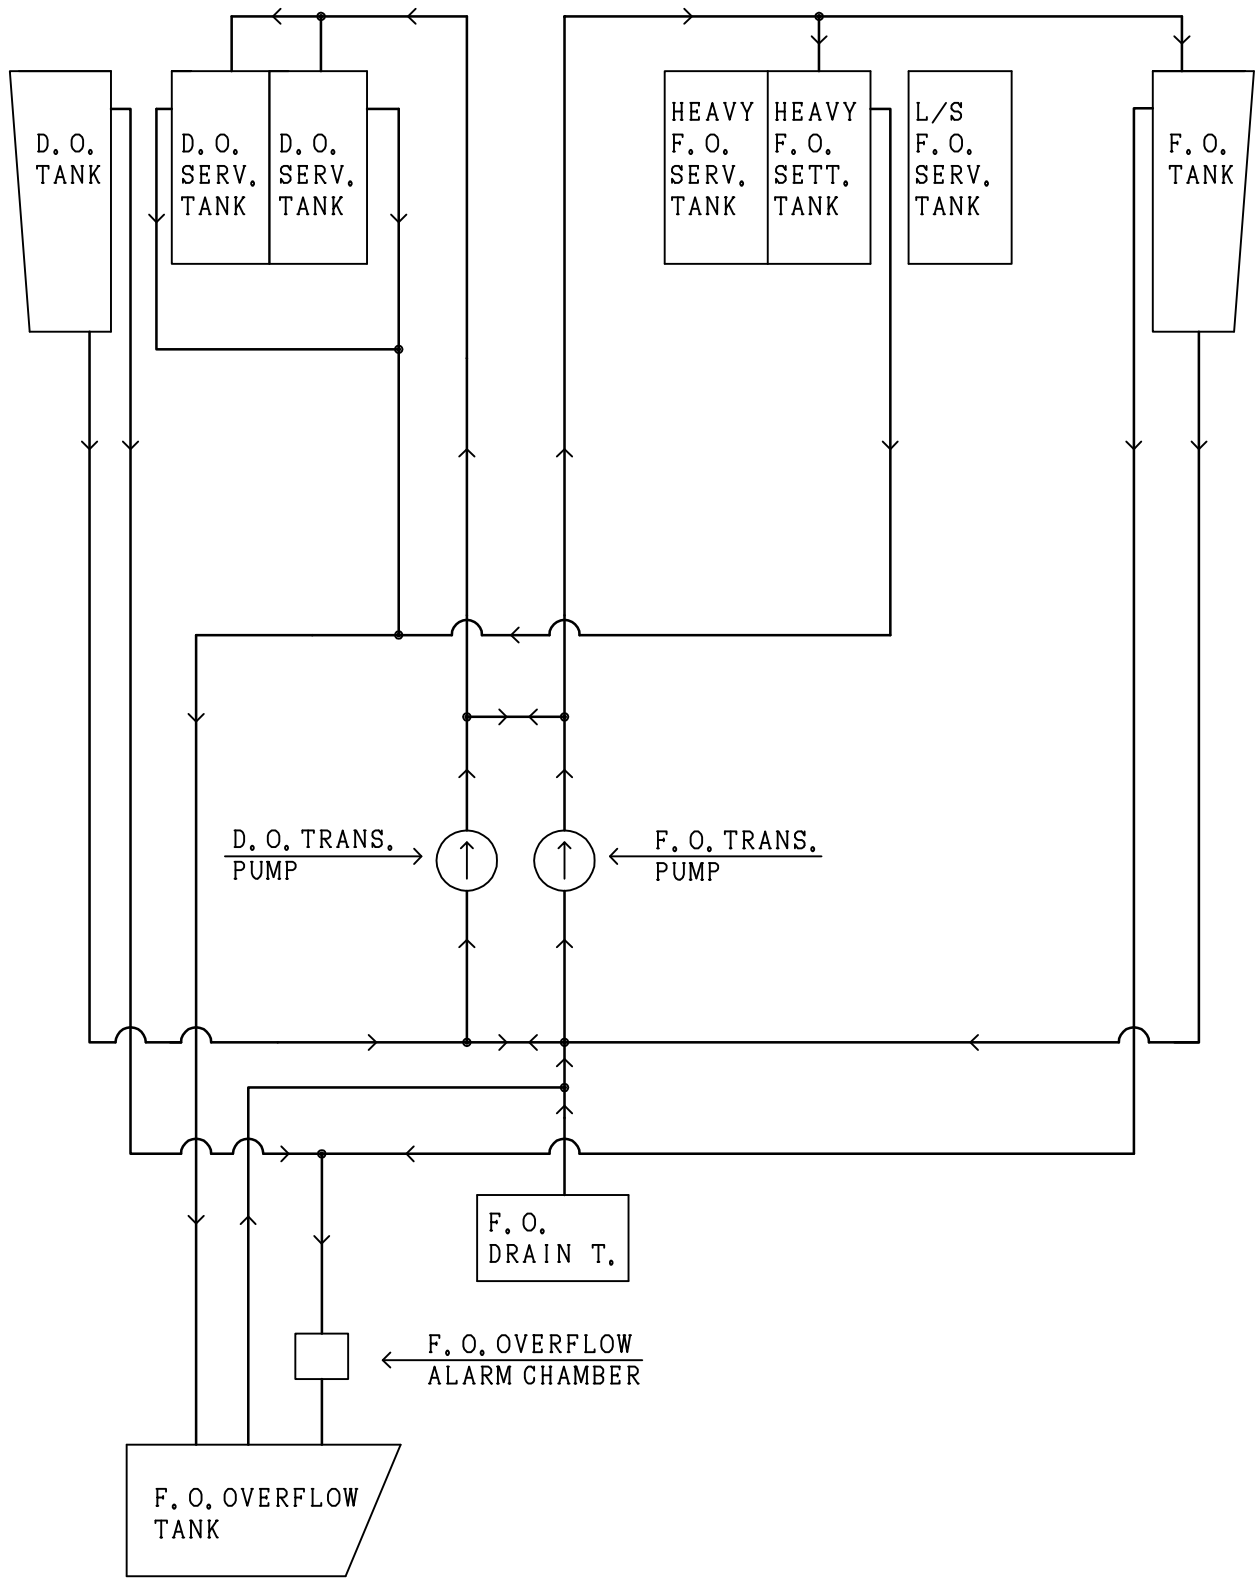 D.O.
TANK
D.O.
SERV.
TANK
D.O.
SERV.
TANK
HEAVY
F.O.
SERV.
TANK
HEAVY
F.O.
SETT.
TANK
L/S
F.O.
SERV.
TANK
F.O.
TANK
D.O.TRANS.
PUMP
F.O.TRANS.
PUMP
F.O.
DRAIN T.
F.O.OVERFLOW
ALARM CHAMBER
F.O.OVERFLOW
TANK